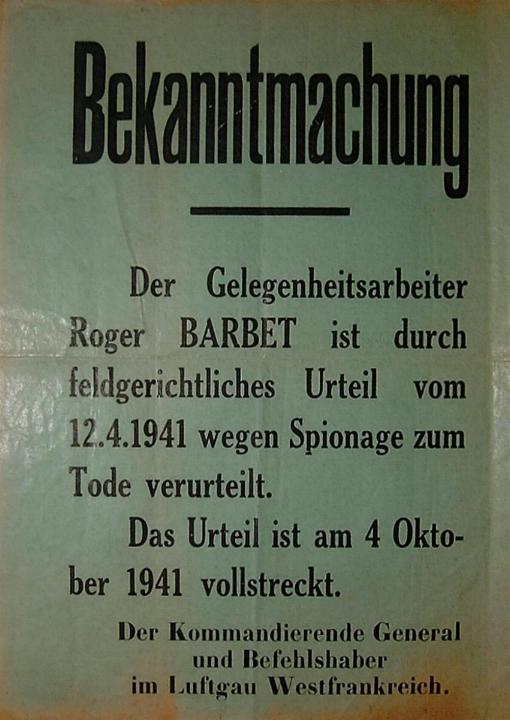 Bekanntmachung
Der Gelegenheitsarbeiter
Roger BARBET ist durch
feldgerichtliches Urteil vom
12.4.1941 wegen Spionage zum
Tode verurteilt.
Das Urteil ist am 4 Okto-
ber 1941 vollstreckt.
Der Kommandierende General
und Befehlshaber
im Luftgau Westfrankreich.